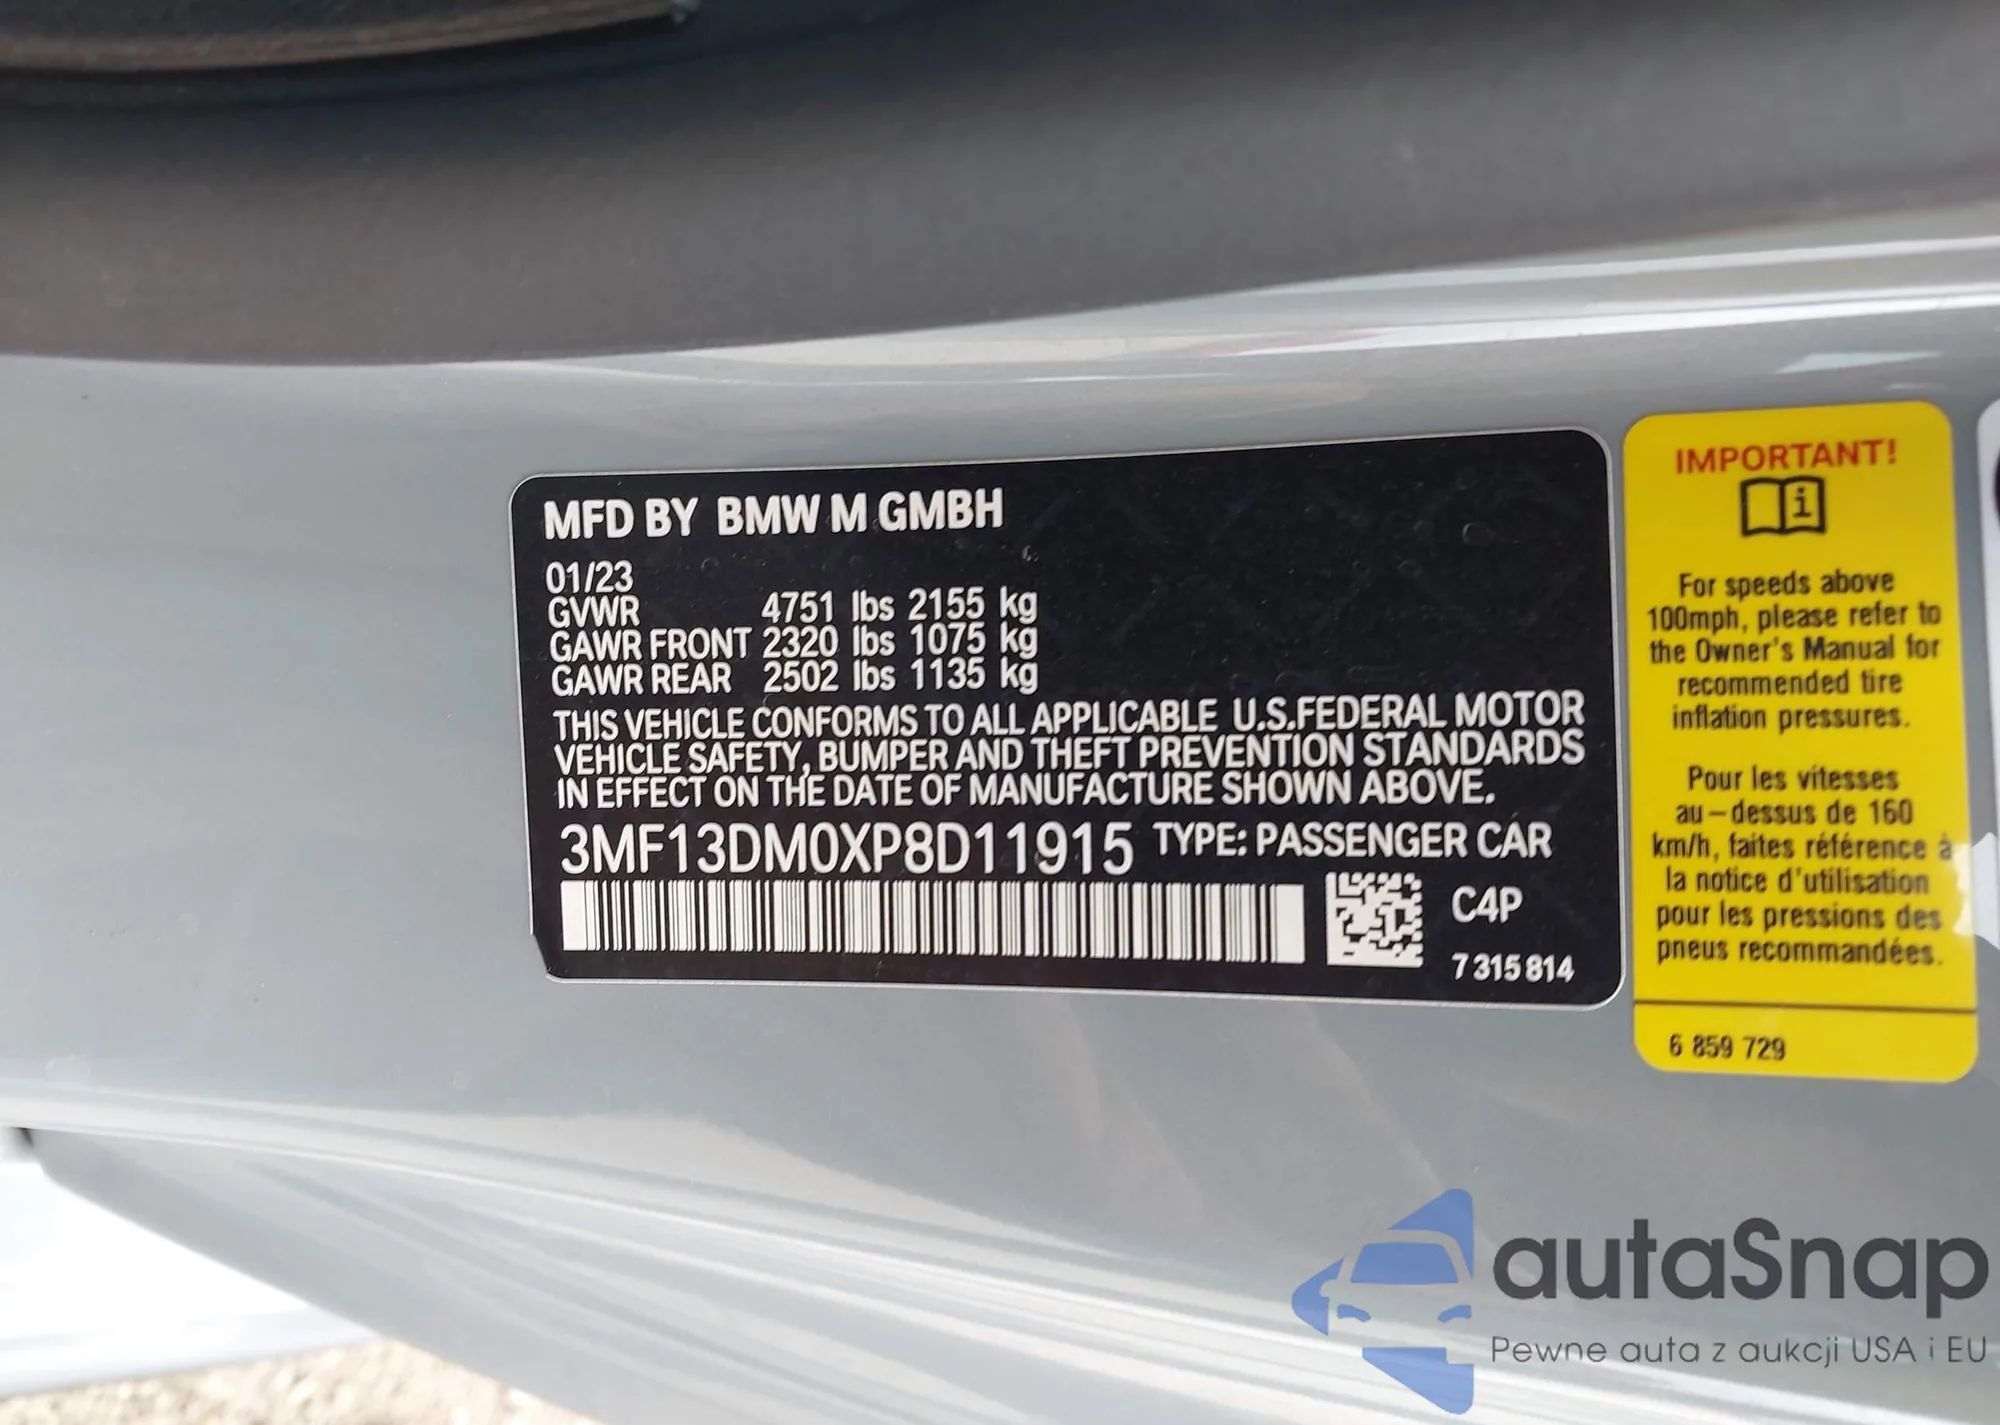 MFD BY BMW M GMBH
01/23
GVWR 4751 lbs 2155 kg
GAWR FRONT 2320 lbs 1075 kg
GAWR REAR 2502 lbs 1135 kg
THIS VEHICLE CONFORMS TO ALL APPLICABLE U.S.FEDERAL MOTOR
VEHICLE SAFETY, BUMPER AND THEFT PREVENTION STANDARDS
IN EFFECT ON THE DATE OF MANUFACTURE SHOWN ABOVE.
3MF13DM0XP8D11915 TYPE: PASSENGER CAR
C4P
7 315 814
IMPORTANT!
For speeds above
100mph, please refer to
the Owner's Manual for
recommended tire
inflation pressures.
Pour les vitesses
au-dessus de 160
km/h, faites référence à
la notice d'utilisation
pour les pressions des
pneus recommandées.
6 859 729
autaSnap
Pewne auta z aukcji USA i EU